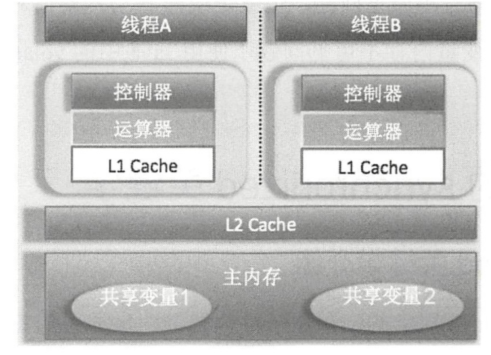 线程A
线程B
控制器
运算器
L1 Cache
控制器
运算器
L1 Cache
L2 Cache
主内存
共享变量1
共享变量2